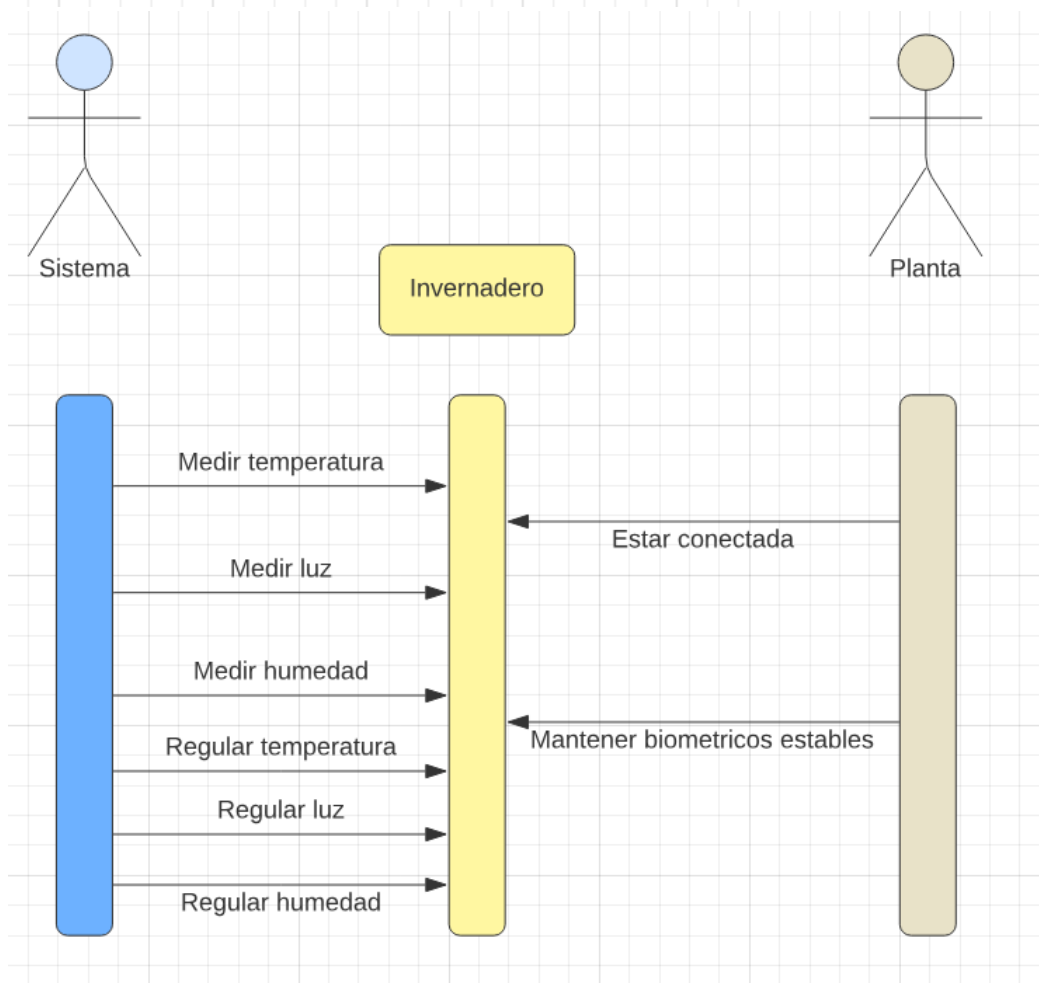 Sistema
Planta
Invernadero
Medir temperatura
Estar conectada
Medir luz
Medir humedad
Mantener biometricos estables
Regular temperatura
Regular luz
Regular humedad